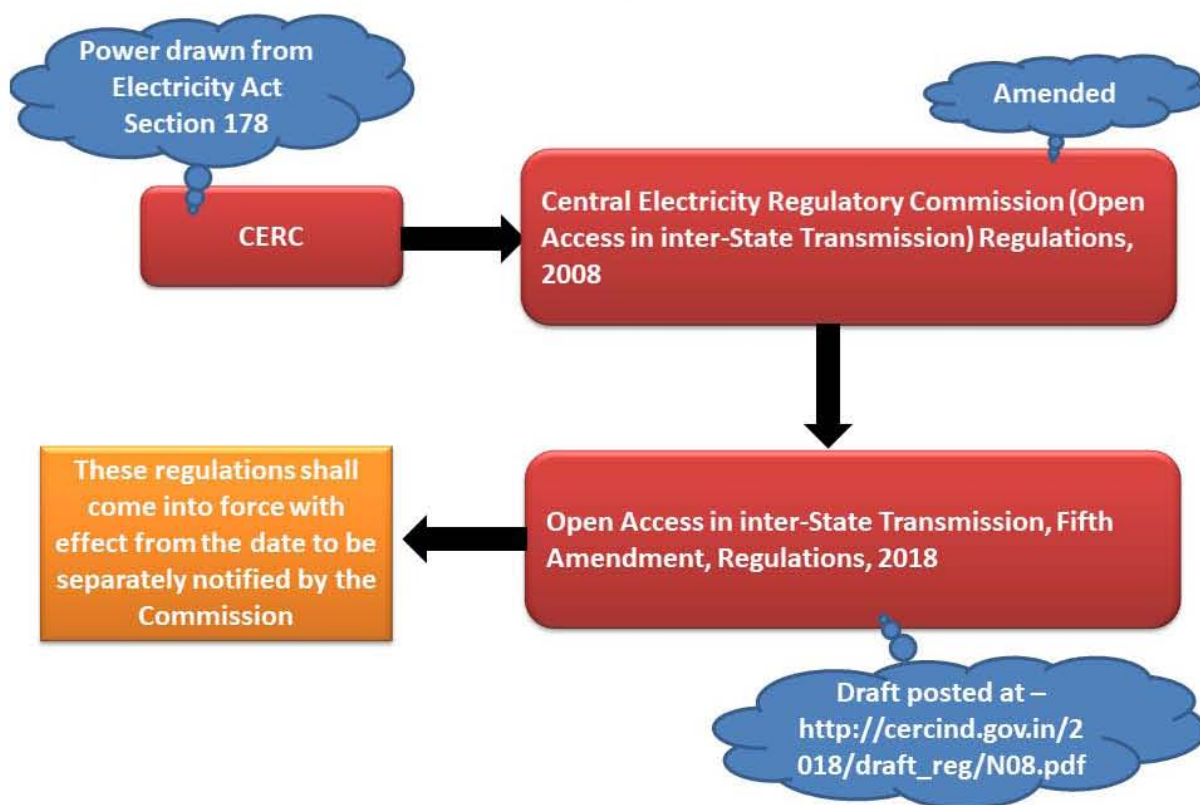 Power drawn from
Electricity Act
Section 178
Amended
CERC
Central Electricity Regulatory Commission (Open
Access in inter-State Transmission) Regulations,
2008
These regulations shall
come into force with
effect from the date to be
separately notified by the
Commission
Open Access in inter-State Transmission, Fifth
Amendment, Regulations, 2018
Draft posted at –
http://cercind.gov.in/2
018/draft_reg/N08.pdf